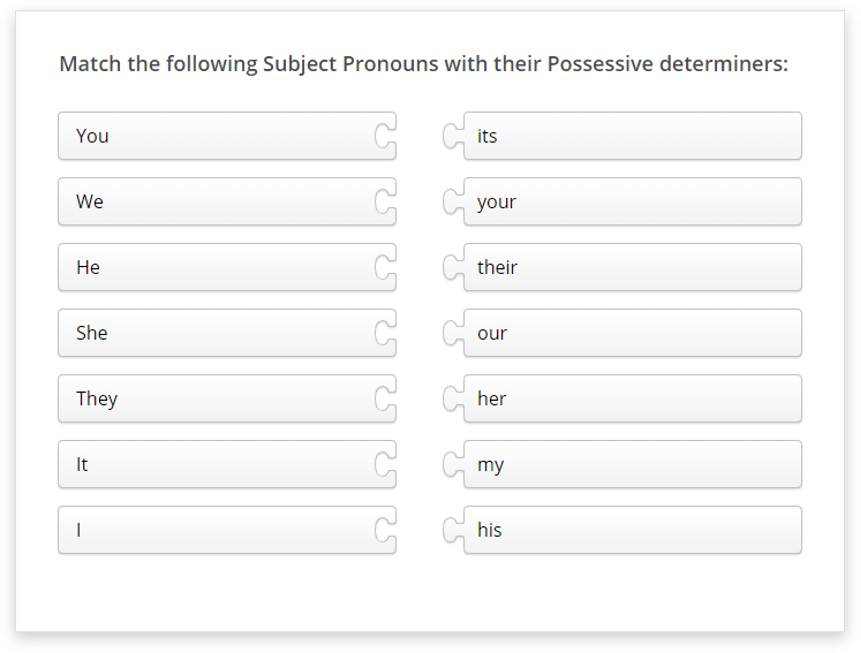 Match the following Subject Pronouns with their Possessive determiners:
You its
We your
He their
She our
They her
It my
I his